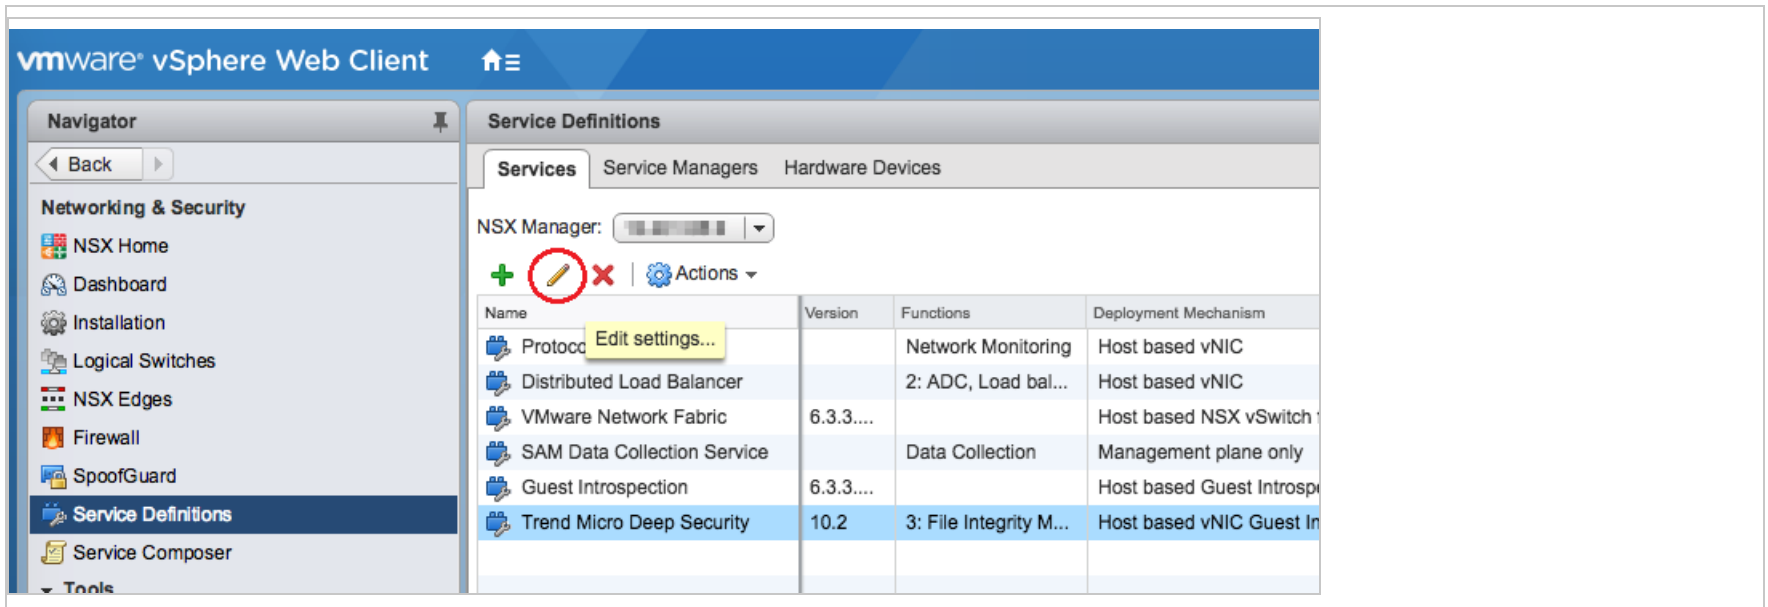 vmware® vSphere Web Client
Navigator
Back
Networking & Security
NSX Home
Dashboard
Installation
Logical Switches
NSX Edges
Firewall
SpoofGuard
Service Definitions
Service Composer
Tools
Service Definitions
Services Service Managers Hardware Devices
NSX Manager:
Actions
Name Version Functions Deployment Mechanism
Edit settings...
Network Monitoring Host based vNIC
Distributed Load Balancer 2: ADC, Load bal... Host based vNIC
VMware Network Fabric 6.3.3.... Host based NSX vSwitch
SAM Data Collection Service Data Collection Management plane only
Guest Introspection 6.3.3.... Host based Guest
Trend Micro Deep Security 10.2 3: File Integrity M... Host based vNIC Guest